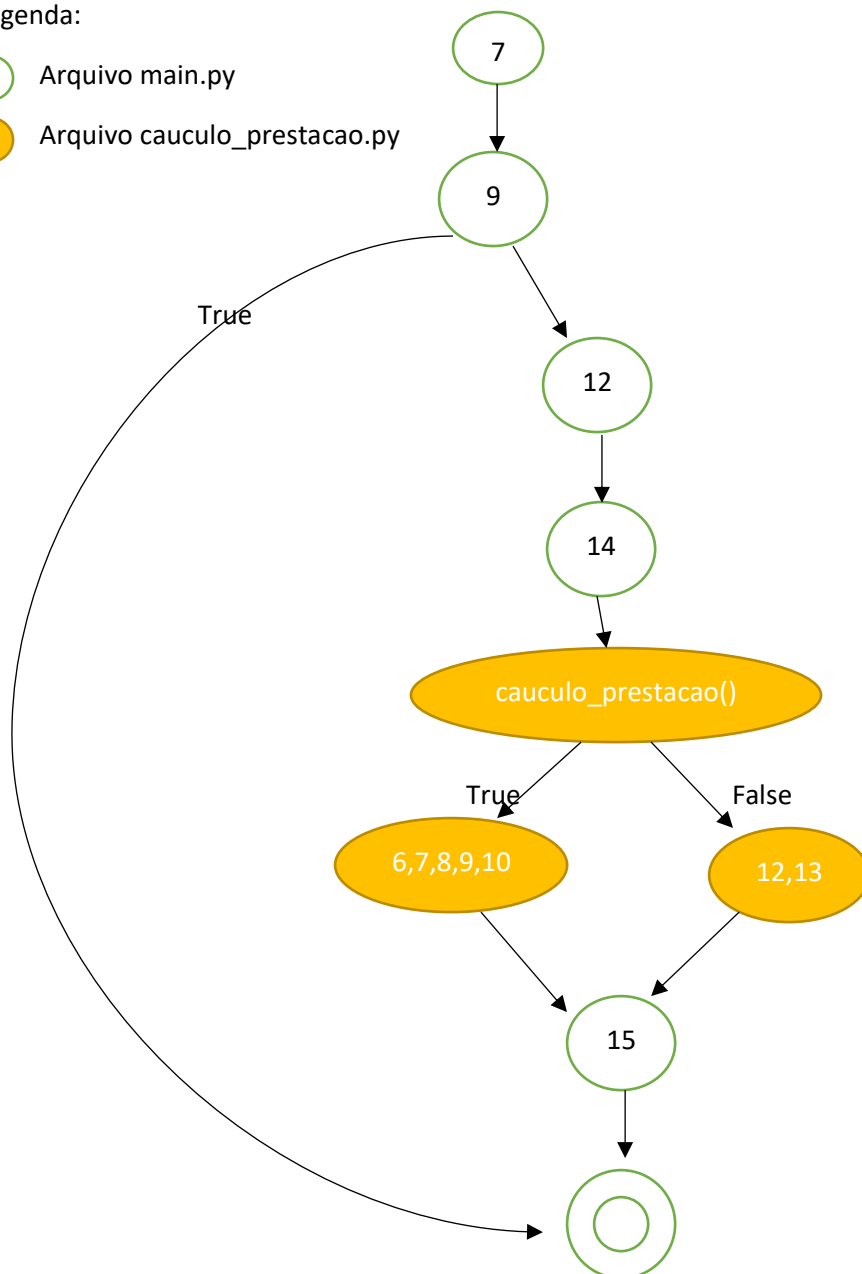 genda:
7
Arquivo main.py
Arquivo cauculo_prestacao.py
9
True
12
14
cauculo_prestacao()
True
False
6,7,8,9,10
12,13
15